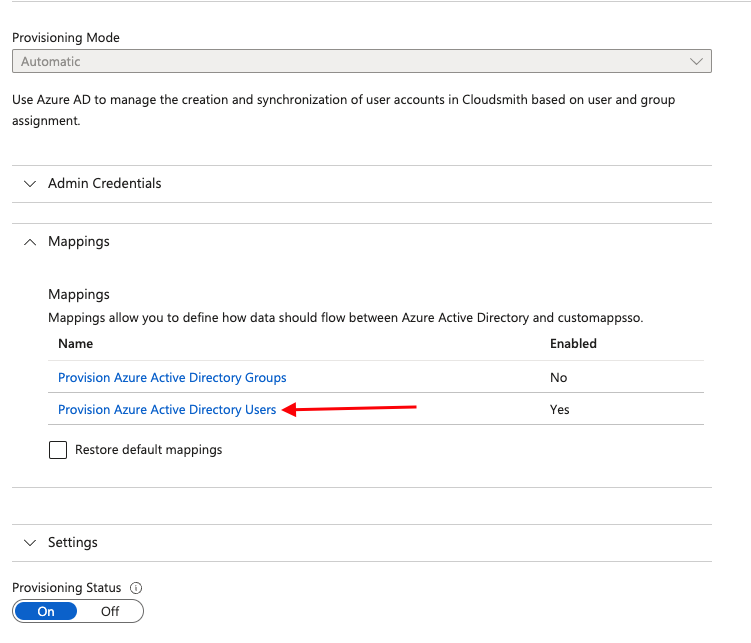 Provisioning Mode
Automatic
Use Azure AD to manage the creation and synchronization of user accounts in Cloudsmith based on user and group
assignment.
Admin Credentials
Mappings
Mappings
Mappings allow you to define how data should flow between Azure Active Directory and customappsso.
Name Enabled
Provision Azure Active Directory Groups No
Provision Azure Active Directory Users Yes
Restore default mappings
Settings
Provisioning Status
On Off